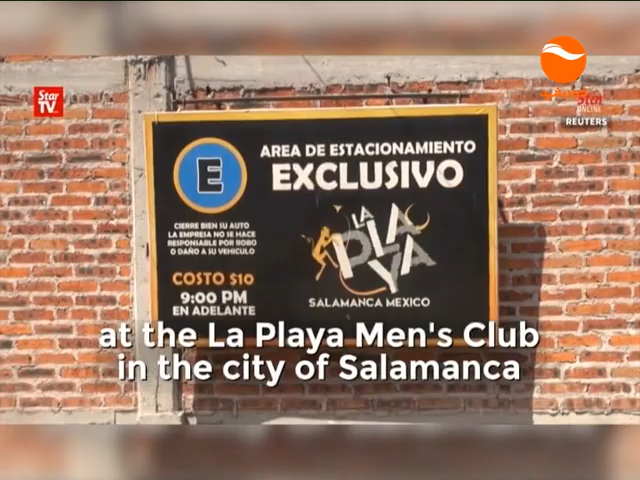 Star
TV.
Star
ONLINE
REUTERS
E
AREA DE ESTACIONAMIENTO
EXCLUSIVO
CIERRE BIEN SU AUTO
LA EMPRESA NO SE HACE
RESPONSABLE POR ROBO
O DAÑO A SU VEHICULO
COSTO $10
9:00 PM
EN ADELANTE
LA
PLAYA
SALAMANCA MEXICO
at the La Playa Men's Club
in the city of Salamanca